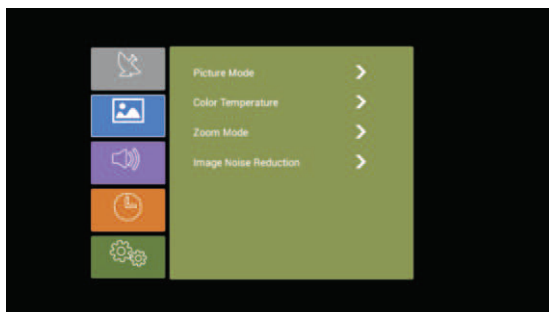 Picture Mode
Color Temperature
Zoom Mode
Image Noise Reduction